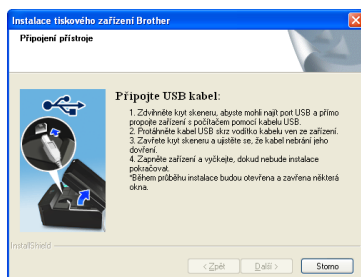 Instalace tiskového zařízení Brother
Připojení přístroje
Připojte USB kabel:
1. Zdvihněte kryt skeneru, abyste mohli najít port USB a přímo
propojte zařízení s počítačem pomocí kabelu USB.
2. Protáhněte kabel USB skrz vodítko kabelu ven ze zařízení.
3. Zavřete kryt skeneru a ujistěte se, že kabel nebrání jeho
dovření.
4. Zapněte zařízení a vyčkejte, dokud nebude instalace
pokračovat.
*Během průběhu instalace budou otevřena a zavřena některá
okna.
InstallShield
< Zpět
Další >
Storno